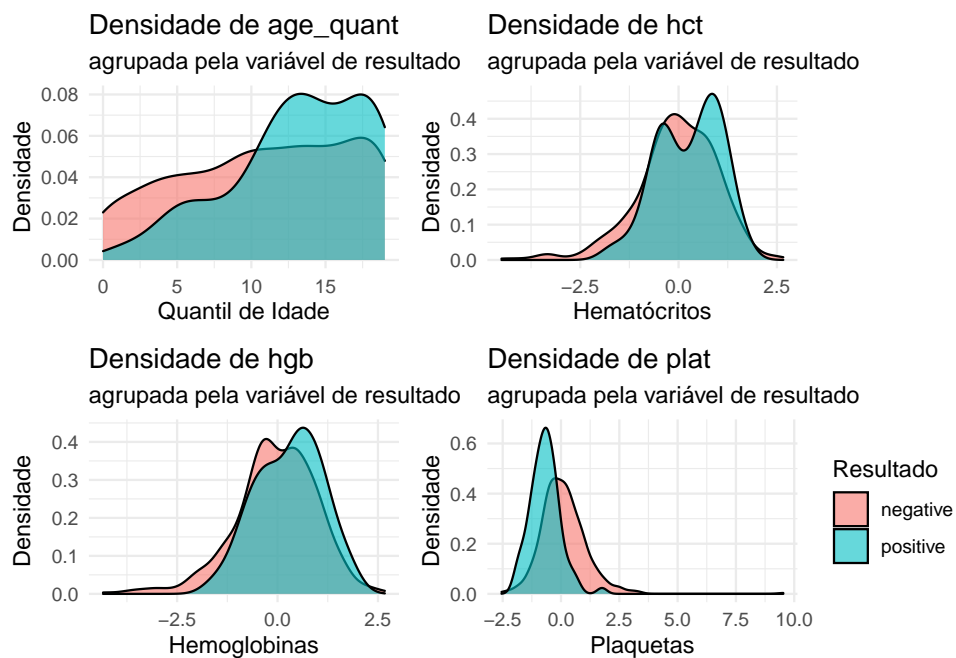 Densidade de age_quant
agrupada pela variável de resultado
Densidade
0.08
0.06
0.04
0.02
0.00
0 5 10 15
Quantil de Idade
Densidade de hct
agrupada pela variável de resultado
Densidade
0.4
0.3
0.2
0.1
0.0
−2.5 0.0 2.5
Hematócritos
Densidade de hgb
agrupada pela variável de resultado
Densidade
0.4
0.3
0.2
0.1
0.0
−2.5 0.0 2.5
Hemoglobinas
Densidade de plat
agrupada pela variável de resultado
Densidade
0.6
0.4
0.2
0.0
−2.5 0.0 2.5 5.0 7.5 10.0
Plaquetas
Resultado
negative
positive